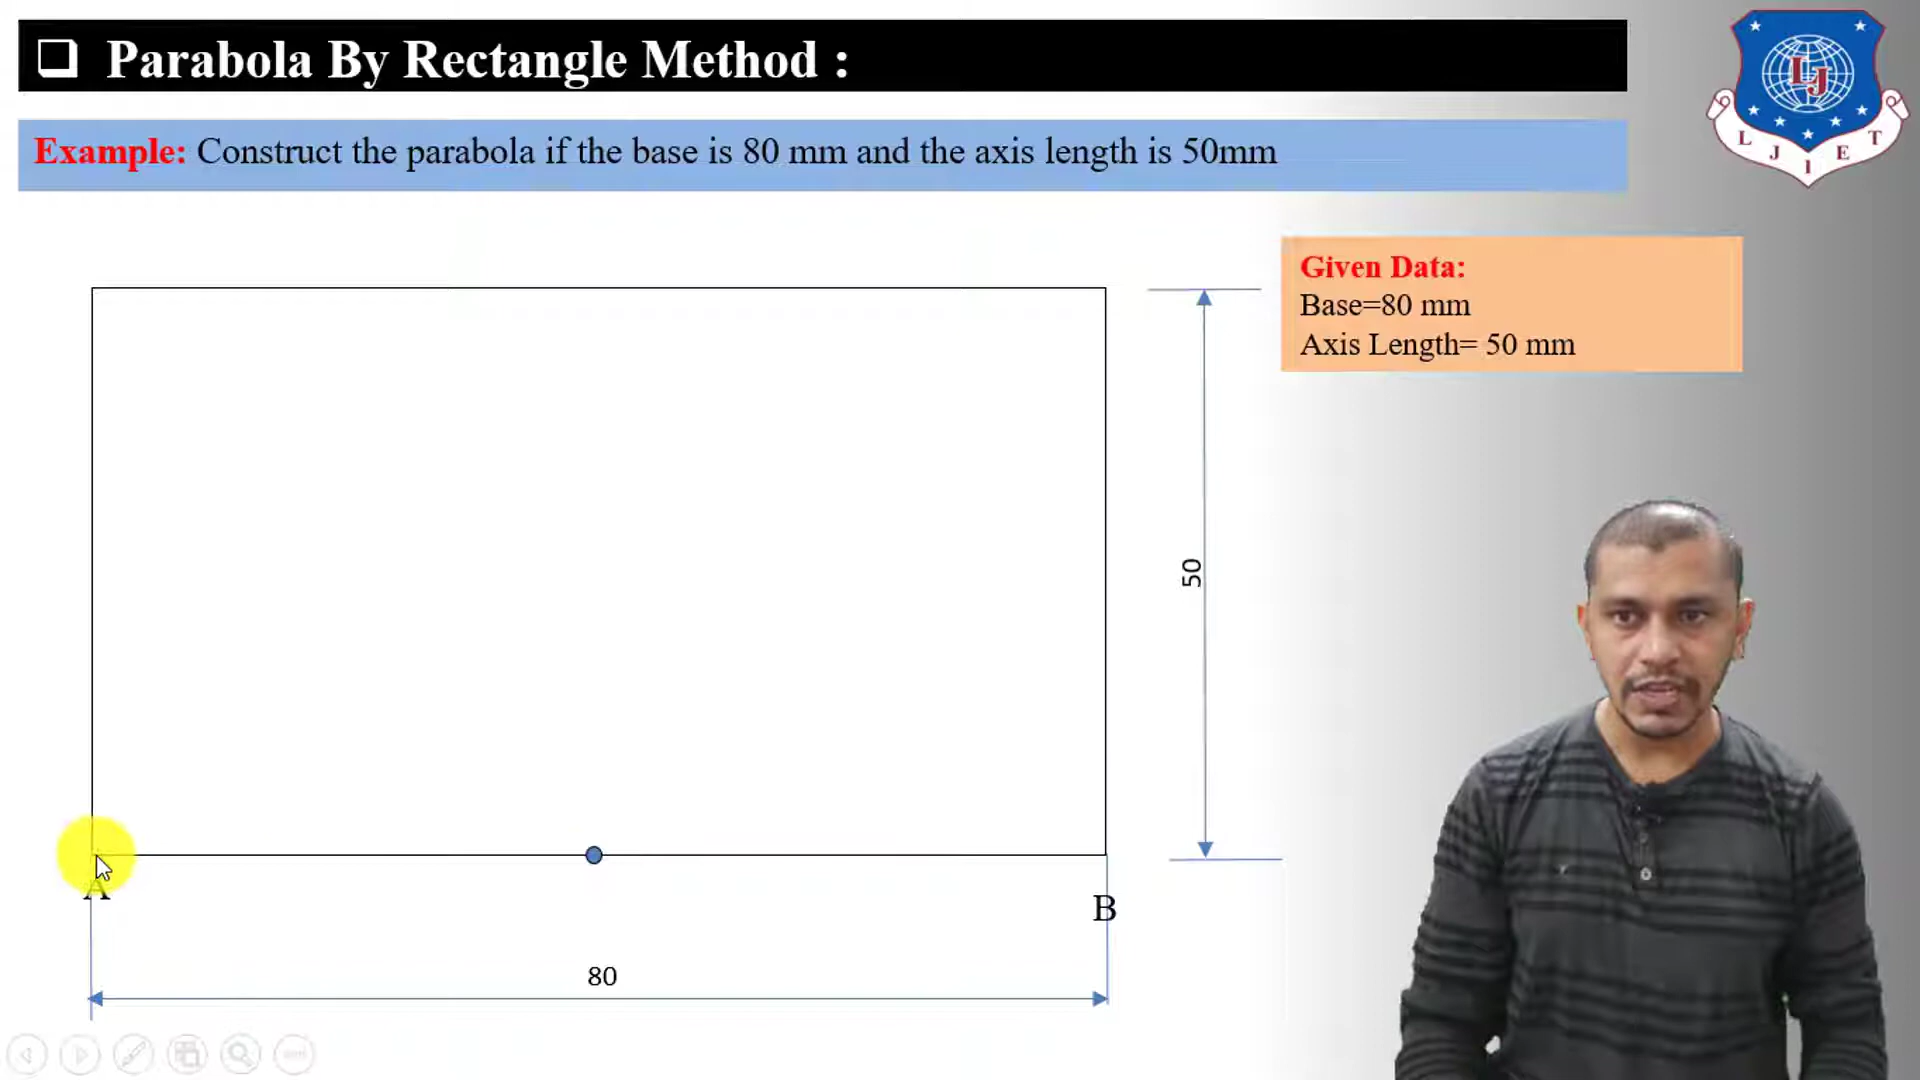 Parabola By Rectangle Method :
Example: Construct the parabola if the base is 80 mm and the axis length is 50mm
LJ
L J I E T
Given Data:
Base=80 mm
Axis Length= 50 mm
50
A
B
80